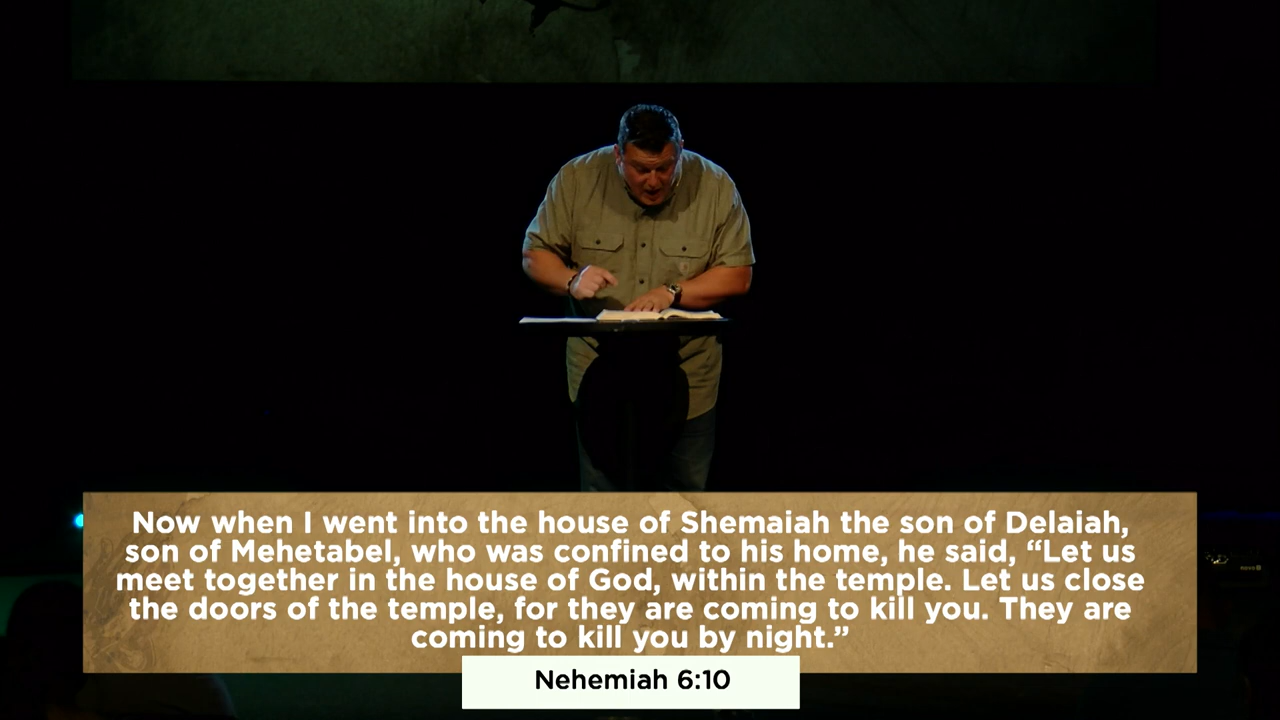 Now when I went into the house of Shemaiah the son of Delaiah,
son of Mehetabel, who was confined to his home, he said, “Let us
meet together in the house of God, within the temple. Let us close
the doors of the temple, for they are coming to kill you. They are
coming to kill you by night.”
Nehemiah 6:10